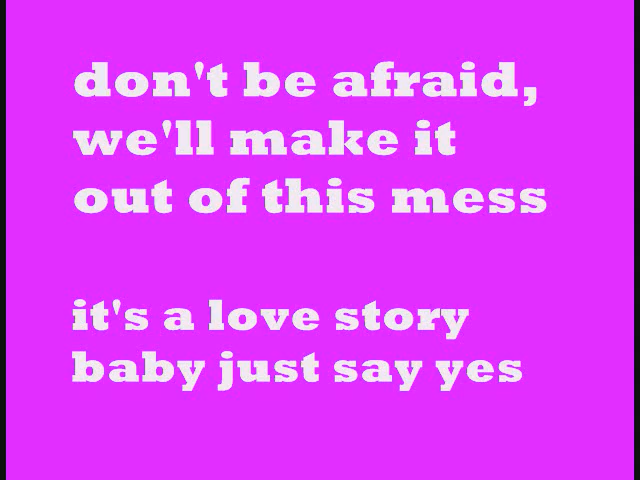 don't be afraid,
we'll make it
out of this mess
it's a love story
baby just say yes